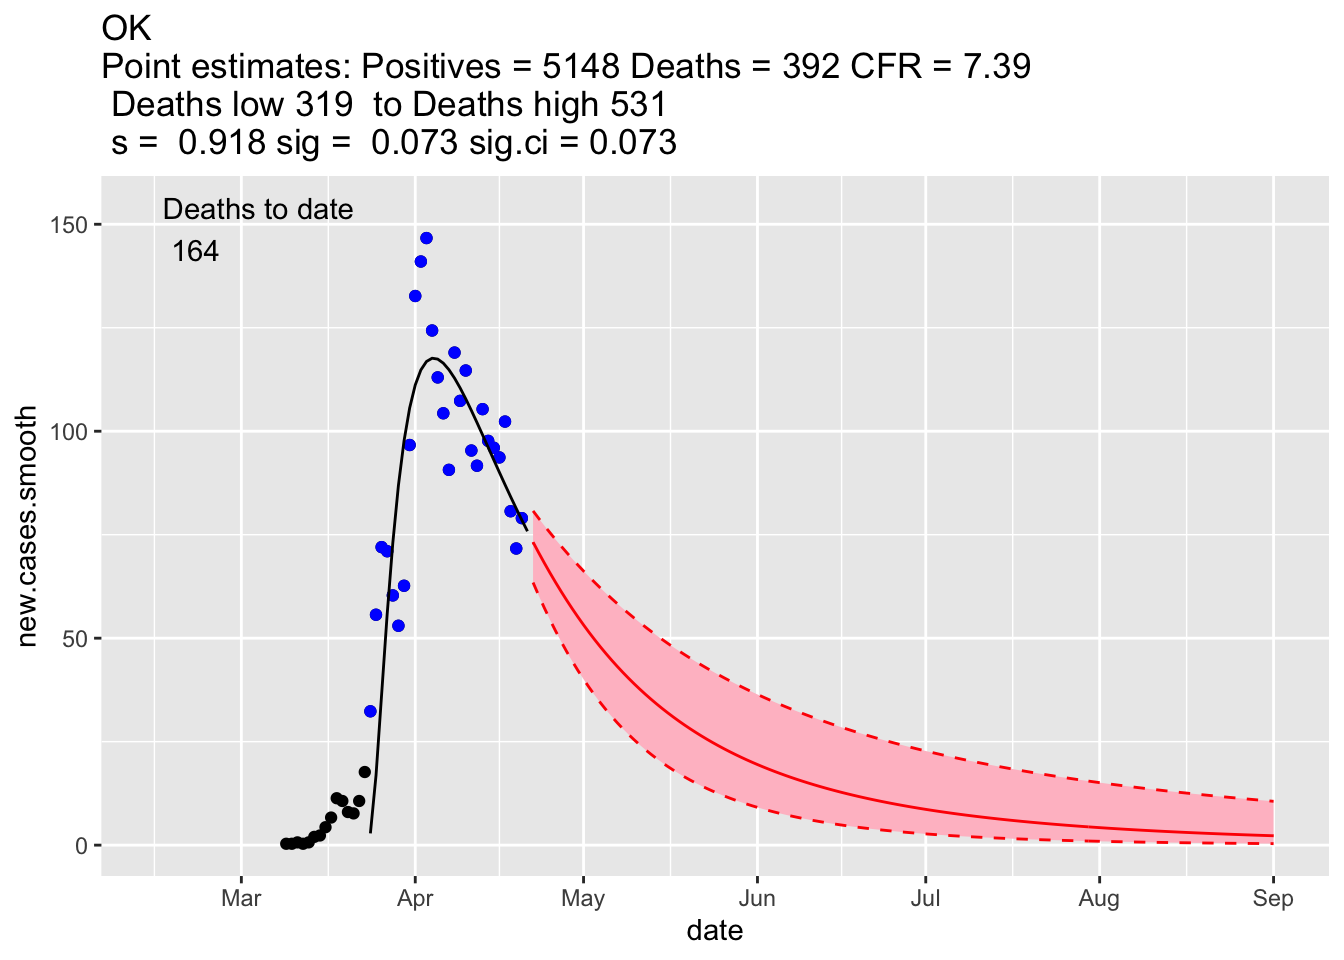 OK
Point estimates: Positives = 5148 Deaths = 392 CFR = 7.39
Deaths low 319  to Deaths high 531
s =  0.918 sig =  0.073 sig.ci = 0.073
Deaths to date
164
new.cases.smooth
150
100
50
0
Mar Apr May Jun Jul Aug Sep
date